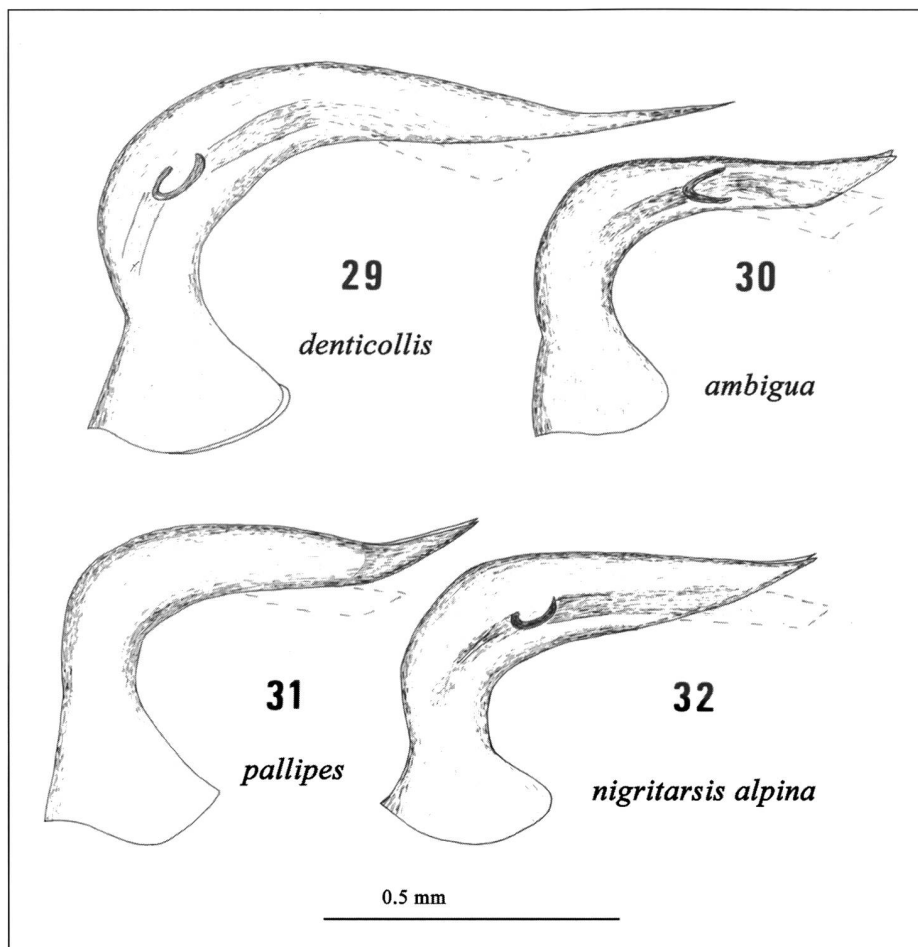 29
denticollis
30
ambigua
31
pallipes
32
nigritarsis alpina
0.5 mm